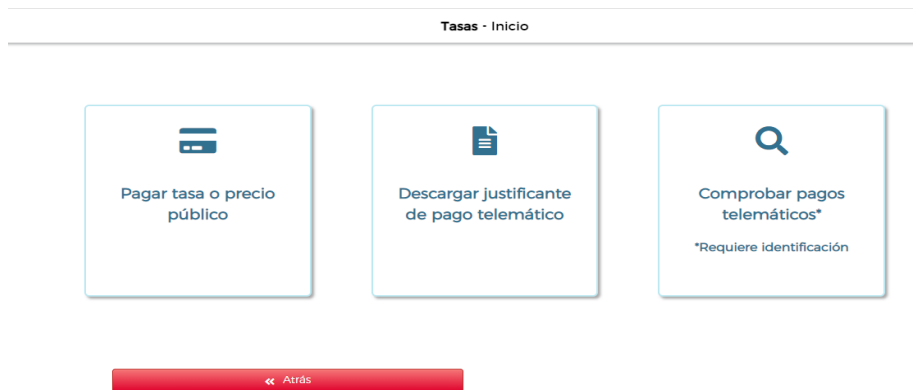 Tasas - Inicio
Pagar tasa o precio
público
Descargar justificante
de pago telemático
Comprobar pagos
telemáticos*
*Requiere identificación
« Atrás